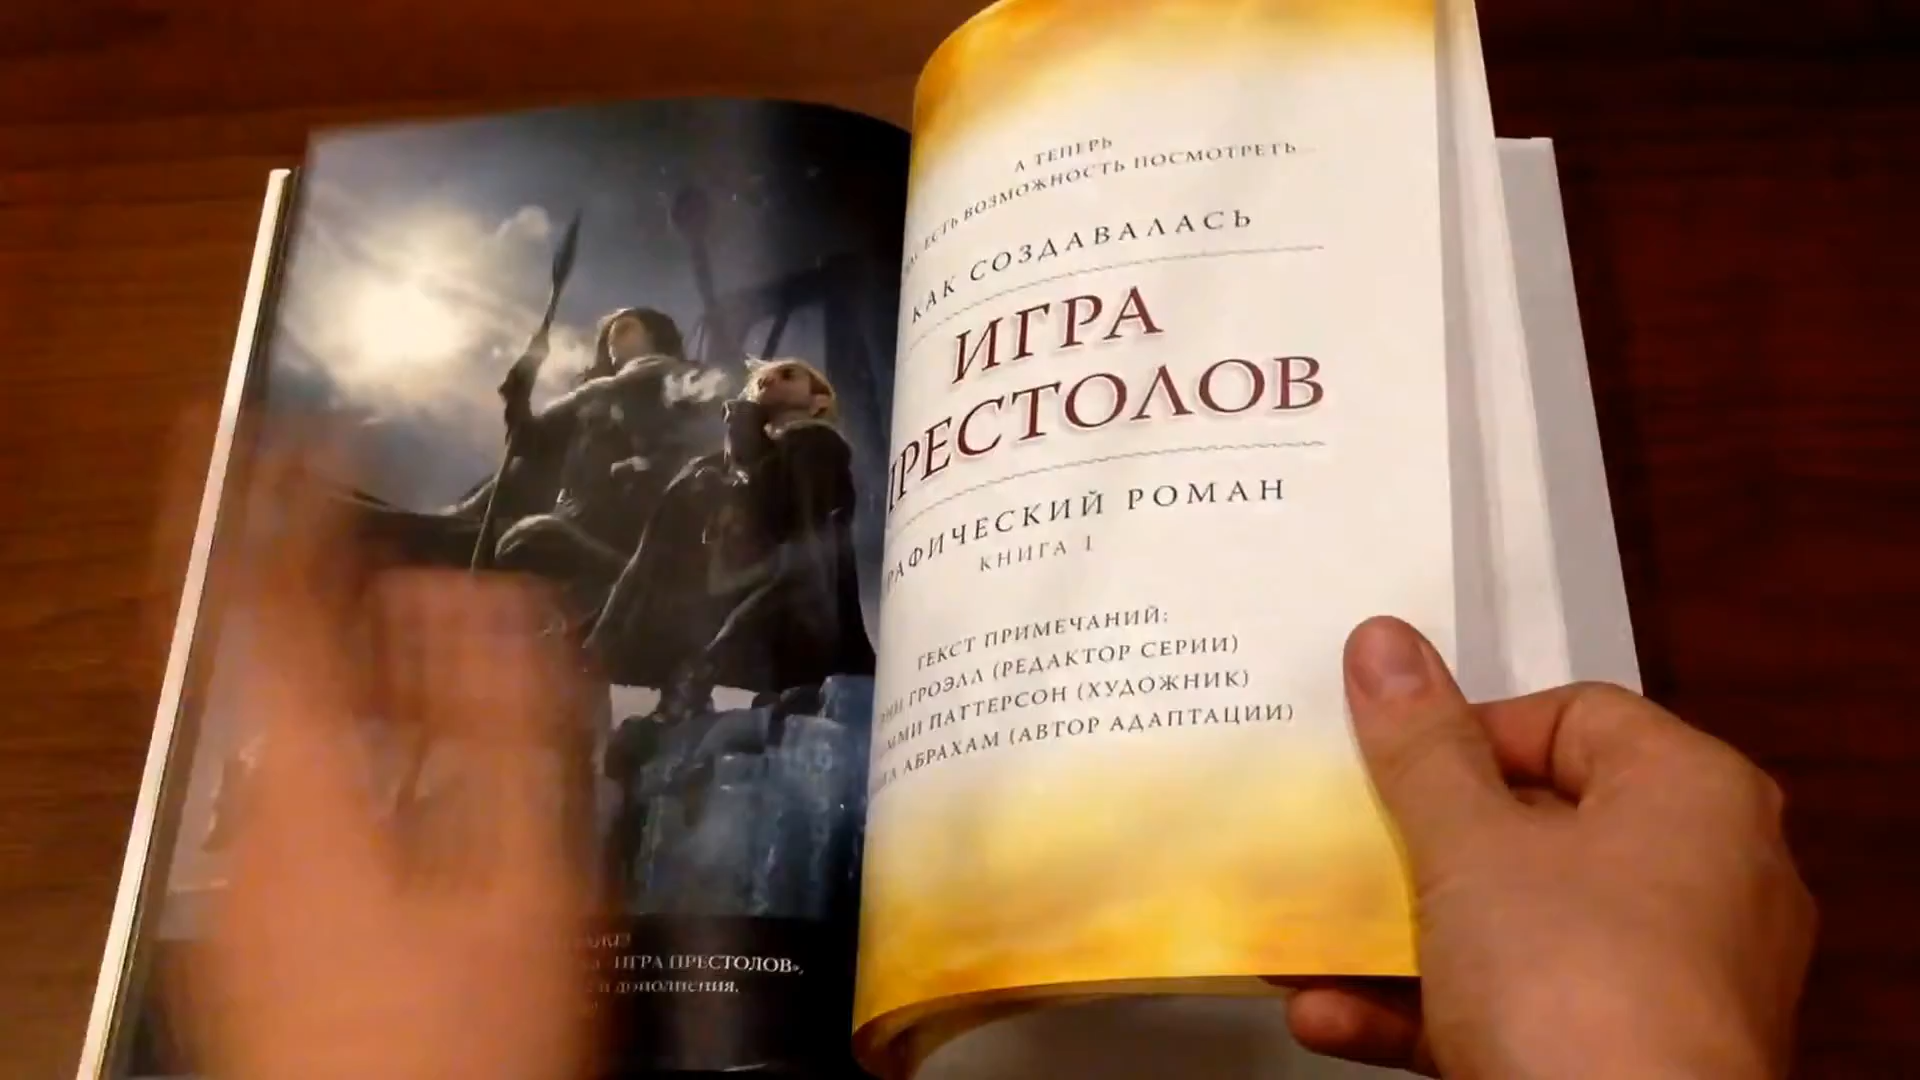 ИГРА ПРЕСТОЛОВ»,
и дополнения.
А ТЕПЕРЬ
ЕСТЬ ВОЗМОЖНОСТЬ ПОСМОТРЕТЬ...
КАК СОЗДАВАЛАСЬ
ИГРА
ПРЕСТОЛОВ
ГРАФИЧЕСКИЙ РОМАН
КНИГА 1
ТЕКСТ ПРИМЕЧАНИЙ:
ГРОЭЛЛ (РЕДАКТОР СЕРИИ)
ПАТТЕРСОН (ХУДОЖНИК)
АБРАХАМ (АВТОР АДАПТАЦИИ)